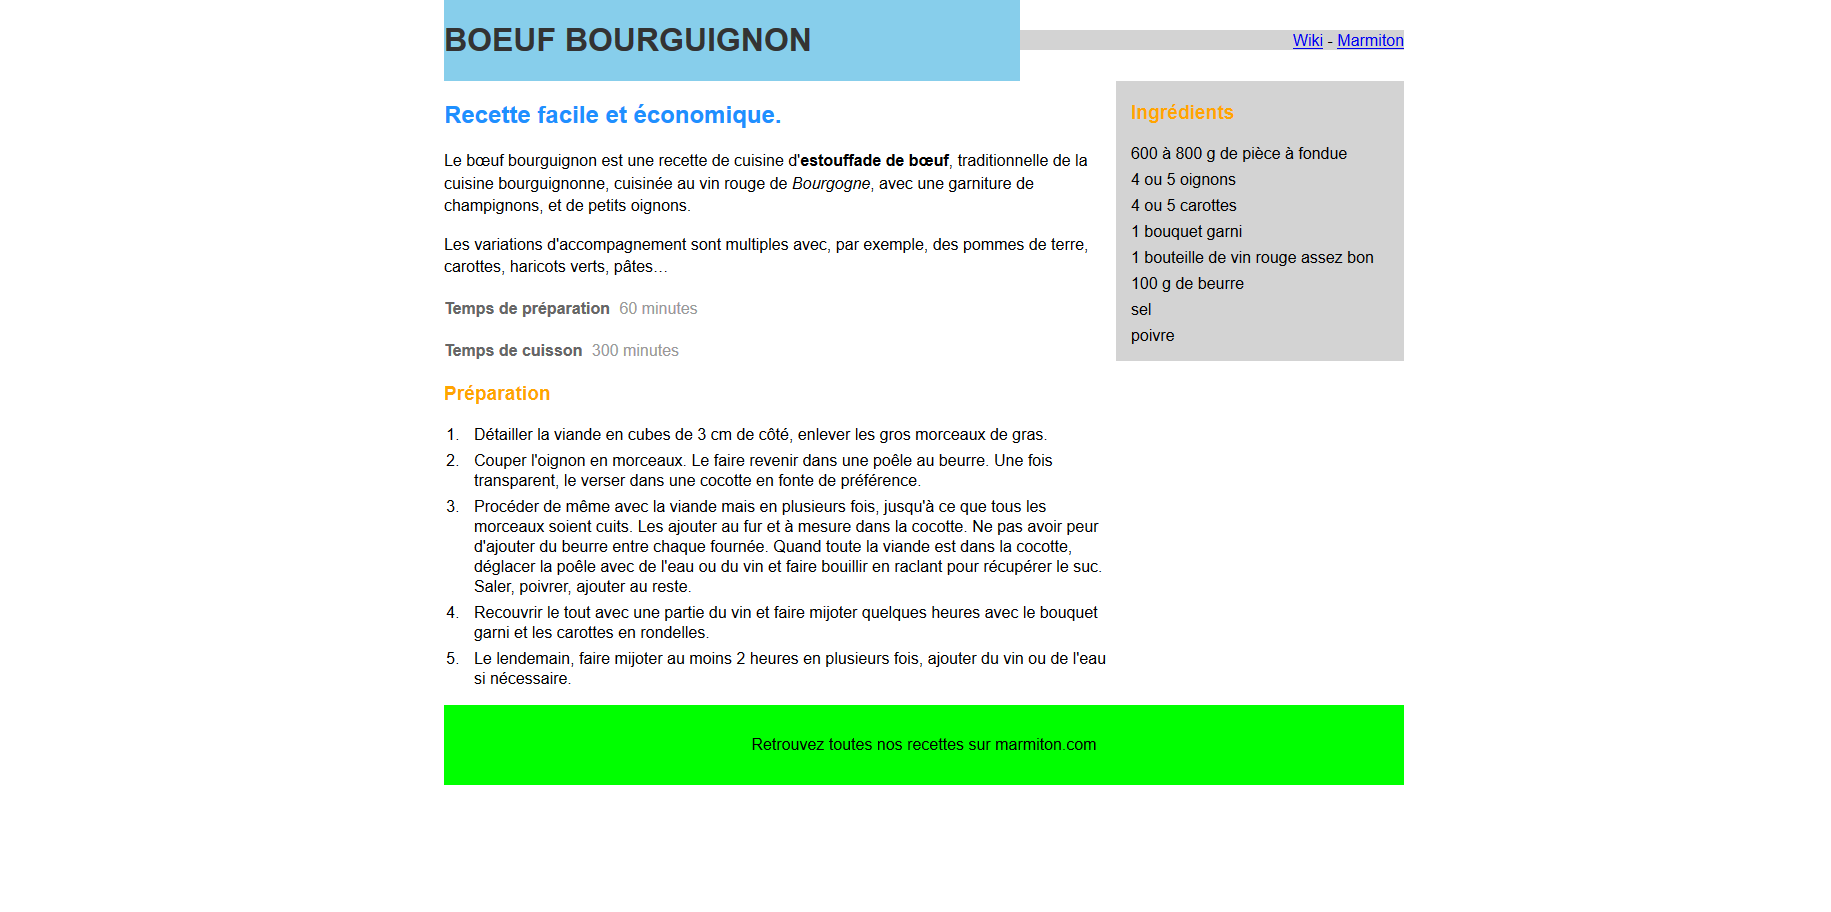 BOEUF BOURGUIGNON
Wiki - Marmiton
Recette facile et économique.
Le bœuf bourguignon est une recette de cuisine d'estouffade de bœuf, traditionnelle de la
cuisine bourguignonne, cuisinée au vin rouge de Bourgogne, avec une garniture de
champignons, et de petits oignons.
Les variations d'accompagnement sont multiples avec, par exemple, des pommes de terre,
carottes, haricots verts, pâtes…
Temps de préparation 60 minutes
Temps de cuisson 300 minutes
Préparation
1. Détailler la viande en cubes de 3 cm de côté, enlever les gros morceaux de gras.
2. Couper l'oignon en morceaux. Le faire revenir dans une poêle au beurre. Une fois
transparent, le verser dans une cocotte en fonte de préférence.
3. Procéder de même avec la viande mais en plusieurs fois, jusqu'à ce que tous les
morceaux soient cuits. Les ajouter au fur et à mesure dans la cocotte. Ne pas avoir peur
d'ajouter du beurre entre chaque fournée. Quand toute la viande est dans la cocotte,
déglacer la poêle avec de l'eau ou du vin et faire bouillir en raclant pour récupérer le suc.
Saler, poivrer, ajouter au reste.
4. Recouvrir le tout avec une partie du vin et faire mijoter quelques heures avec le bouquet
garni et les carottes en rondelles.
5. Le lendemain, faire mijoter au moins 2 heures en plusieurs fois, ajouter du vin ou de l'eau
si nécessaire.
Ingrédients
600 à 800 g de pièce à fondue
4 ou 5 oignons
4 ou 5 carottes
1 bouquet garni
1 bouteille de vin rouge assez bon
100 g de beurre
sel
poivre
Retrouvez toutes nos recettes sur marmiton.com